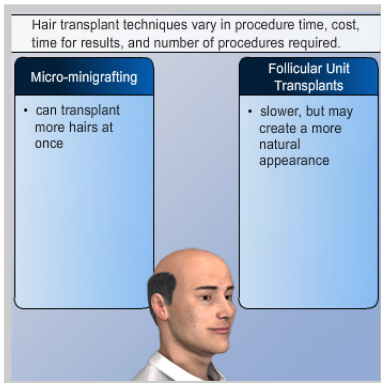 Hair transplant techniques vary in procedure time, cost,
time for results, and number of procedures required.
Micro-minigrafting
• can transplant
more hairs at
once
Follicular Unit
Transplants
• slower, but may
create a more
natural
appearance